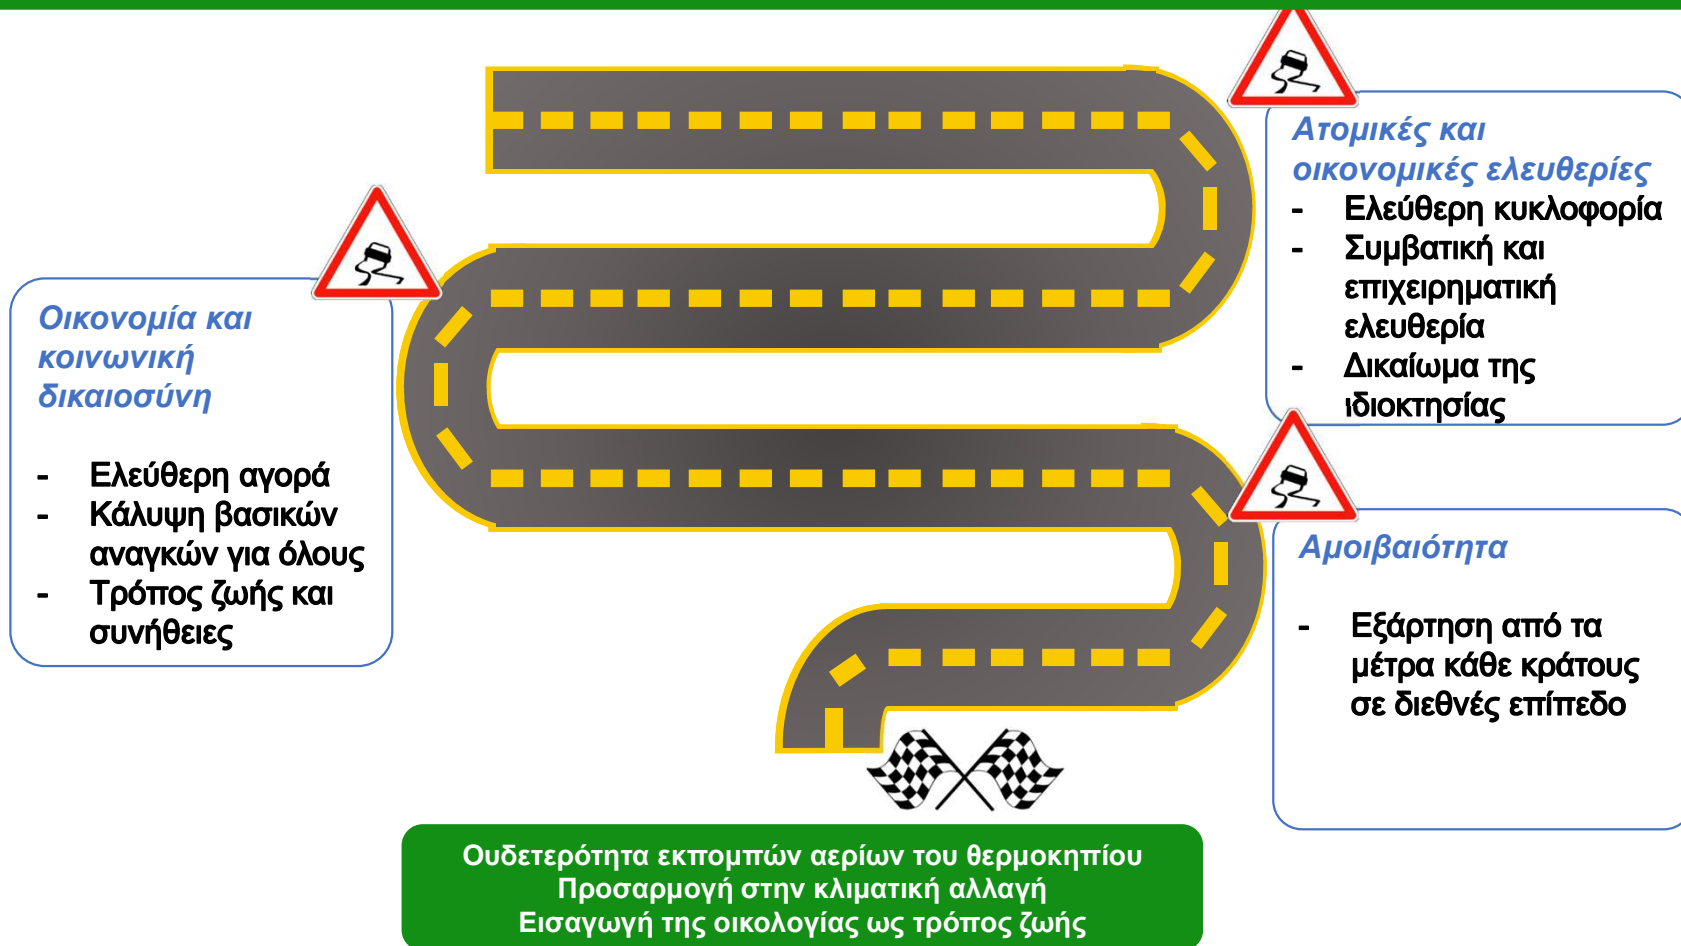 Ατομικές και
οικονομικές ελευθερίες
- Ελεύθερη κυκλοφορία
- Συμβατική και
επιχειρηματική
ελευθερία
- Δικαίωμα της
ιδιοκτησίας
Οικονομία και
κοινωνική
δικαιοσύνη
- Ελεύθερη αγορά
- Κάλυψη βασικών
αναγκών για όλους
- Τρόπος ζωής και
συνήθειες
Αμοιβαιότητα
- Εξάρτηση από τα
μέτρα κάθε κράτους
σε διεθνές επίπεδο
Ουδετερότητα εκπομπών αερίων του θερμοκηπίου
Προσαρμογή στην κλιματική αλλαγή
Εισαγωγή της οικολογίας ως τρόπος ζωής